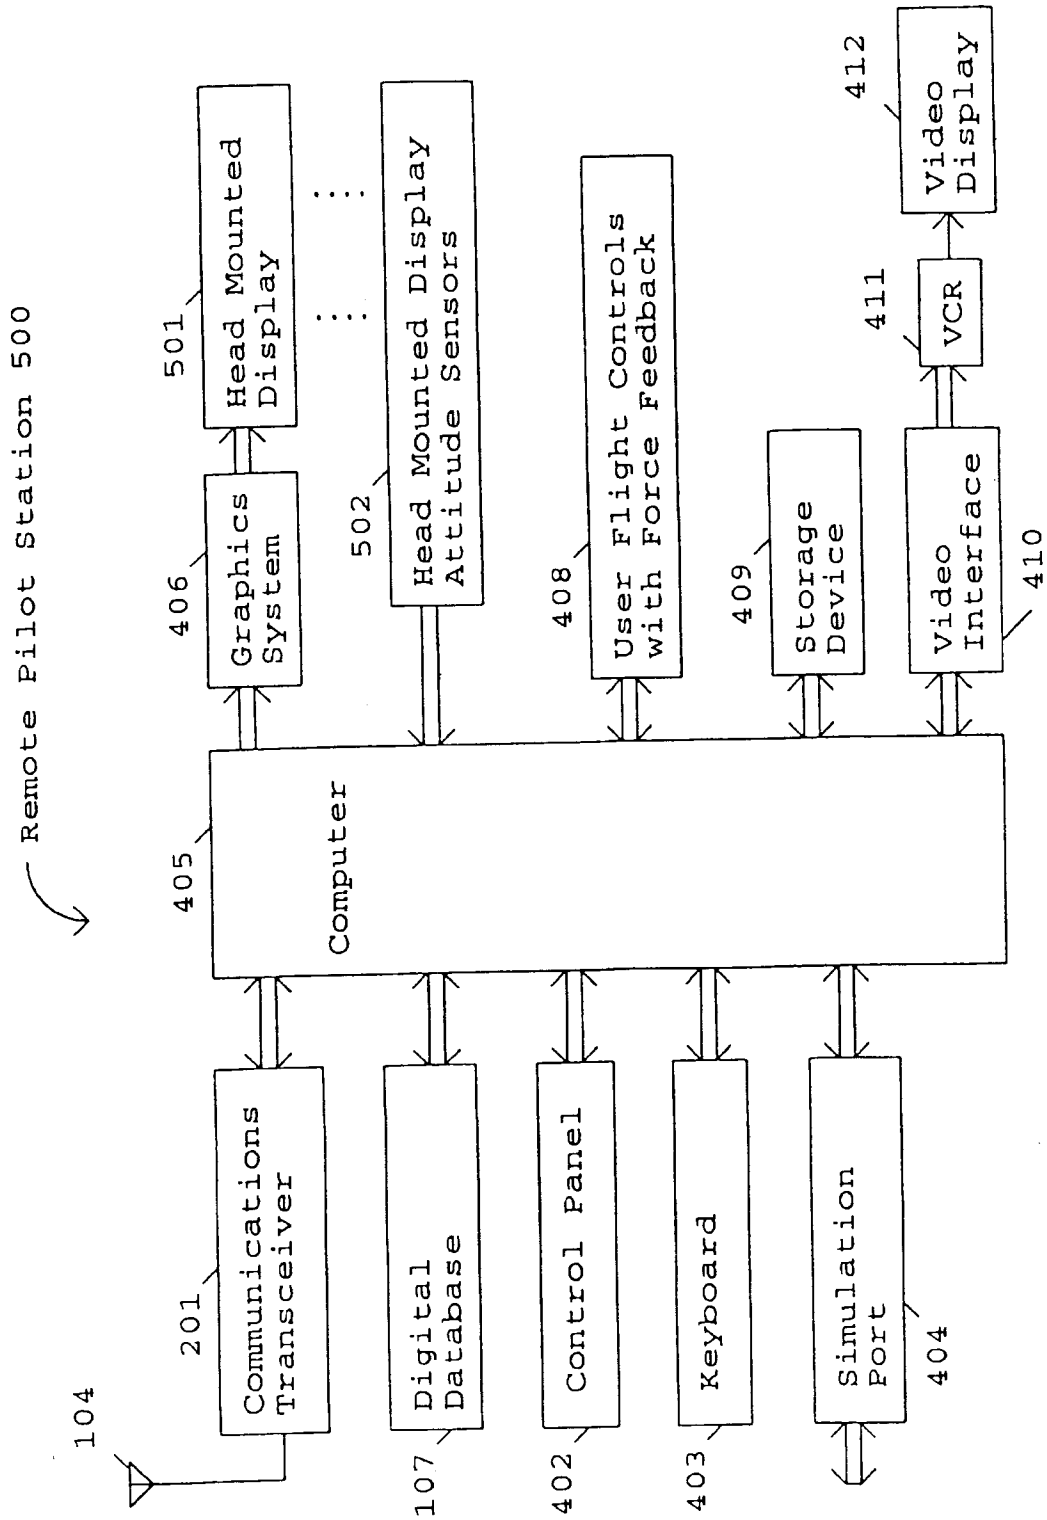 Remote Pilot Station 500
104
201
Communications
Transceiver
107
Digital
Database
402
Control Panel
403
Keyboard
Simulation
Port
404
405
Computer
406
Graphics
System
501
Head Mounted
Display
502
Head Mounted Display
Attitude Sensors
408
User Flight Controls
with Force Feedback
409
Storage
Device
Video
Interface
410
411
VCR
412
Video
Display